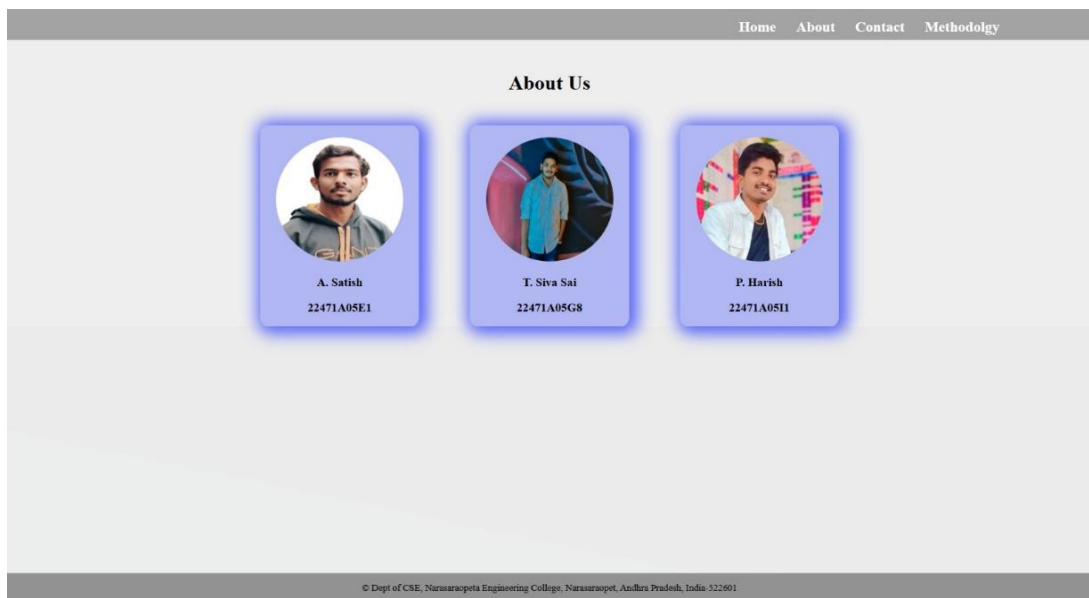 Home About Contact Methodolgy
About Us
A. Satish
22471A05E1
T. Siva Sai
22471A05G8
P. Harish
22471A05I1
© Dept of CSE, Narasaraopeta Engineering College, Narasaraopet, Andhra Pradesh, India-522601